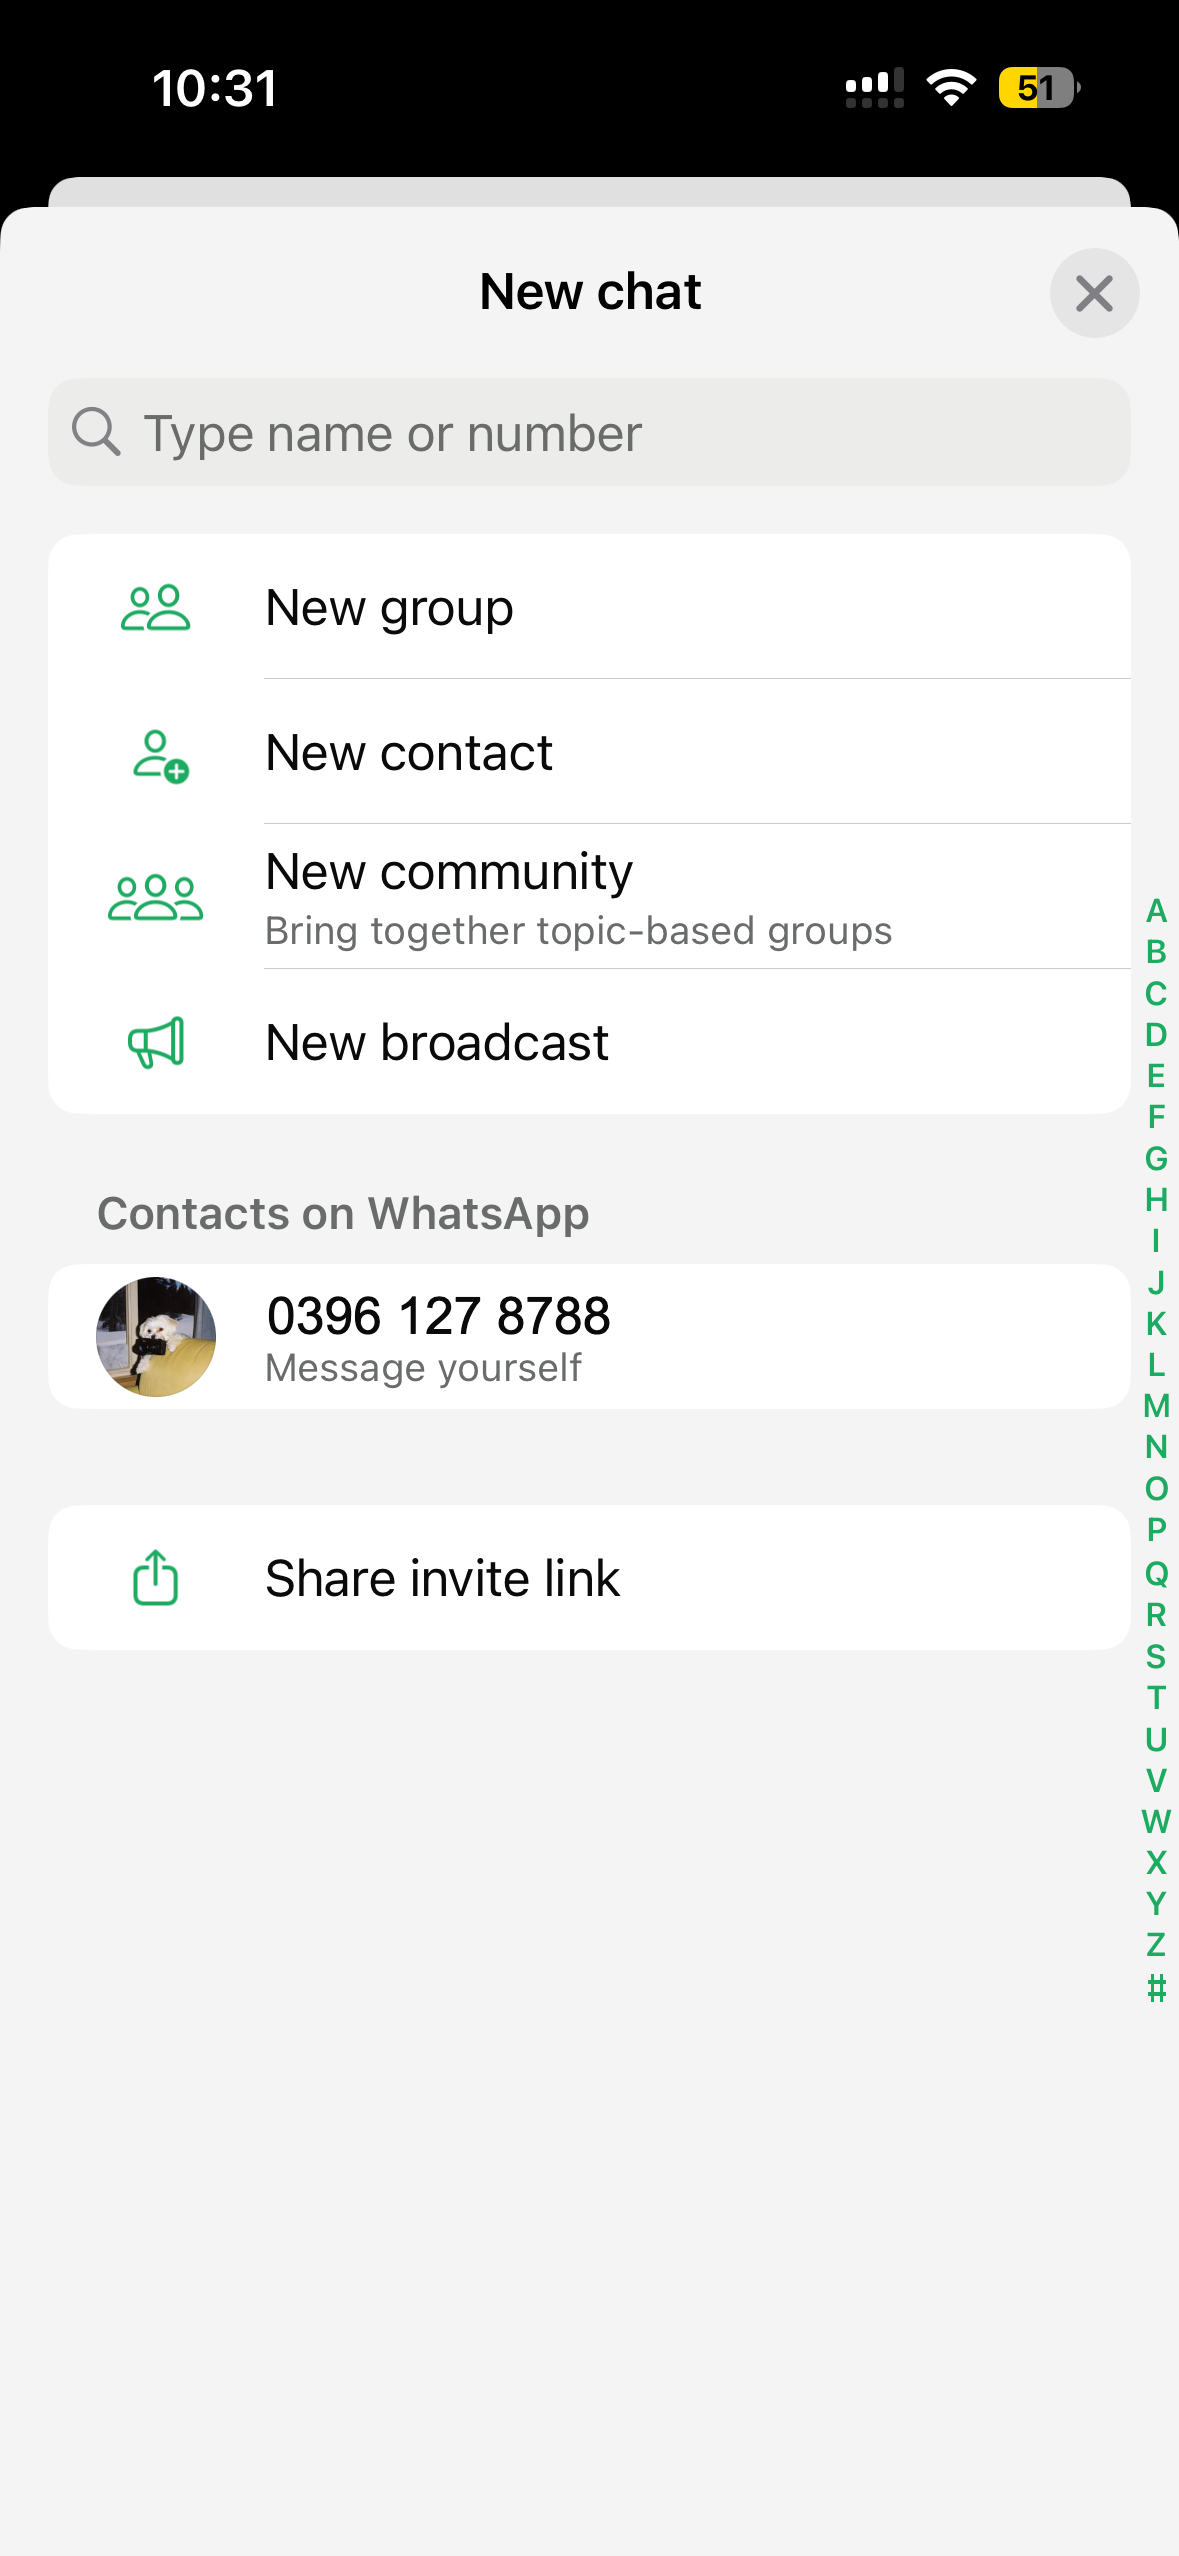 10:31
51
New chat
Type name or number
New group
New contact
New community
Bring together topic-based groups
New broadcast
Contacts on WhatsApp
0396 127 8788
Message yourself
Share invite link
A
B
C
D
E
F
G
H
I
J
K
L
M
N
O
P
Q
R
S
T
U
V
W
X
Y
Z
#